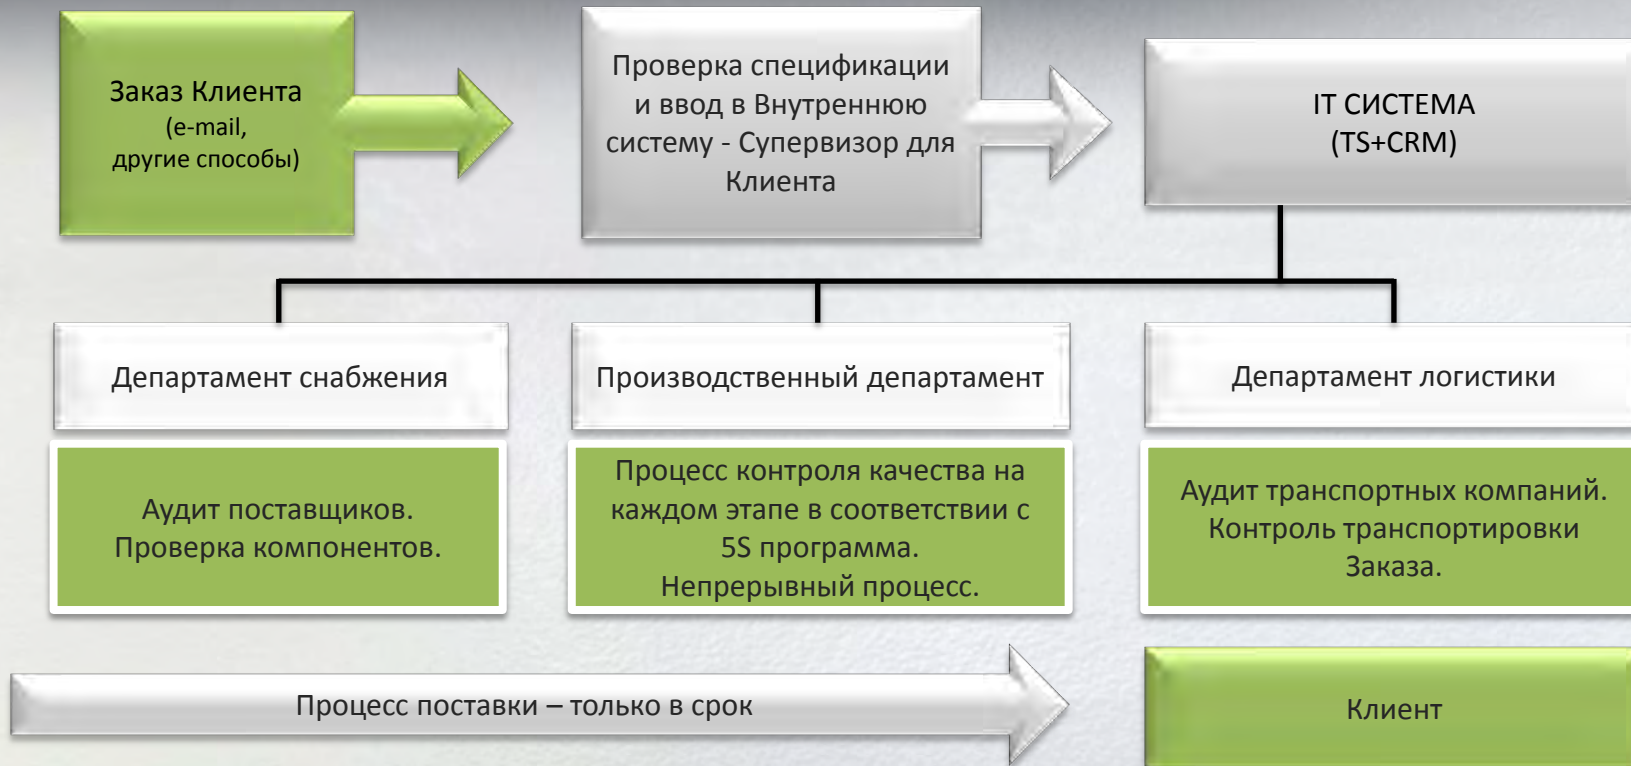 Заказ Клиента
(e-mail,
другие способы)
Проверка спецификации
и ввод в Внутреннюю
систему - Супервизор для
Клиента
IT СИСТЕМА
(TS+CRM)
Департамент снабжения
Производственный департамент
Департамент логистики
Аудит поставщиков.
Проверка компонентов.
Процесс контроля качества на
каждом этапе в соответствии с
5S программа.
Непрерывный процесс.
Аудит транспортных компаний.
Контроль транспортировки
Заказа.
Процесс поставки – только в срок
Клиент